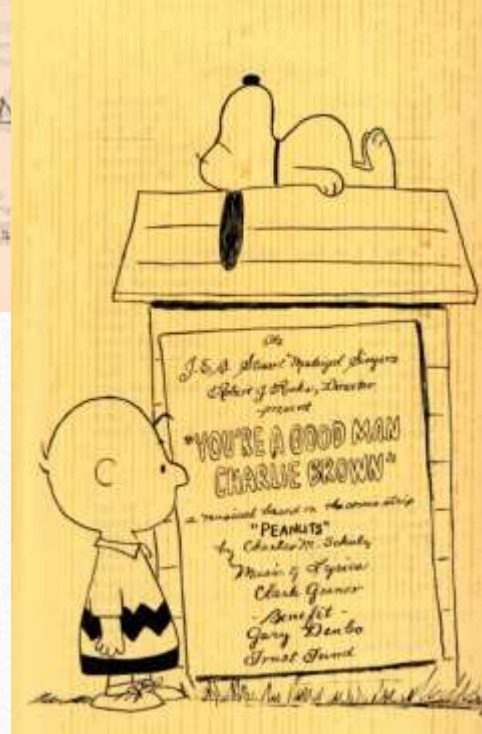 The
J.E.B. Stuart Madrigal Singers
Robert J. Director
present
"YOU'RE A GOOD MAN
CHARLIE BROWN"
a musical based on the comic strip
"PEANUTS"
by Charles M. Schulz
Music & Lyrics
Clark Gesner
- Benefit -
Gary Denbo
Trust Fund